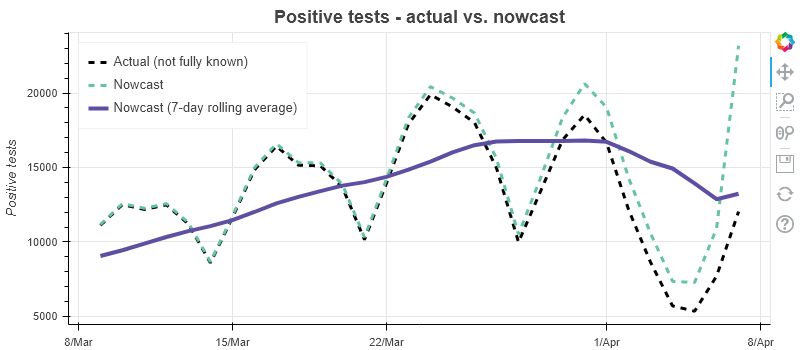 Positive tests - actual vs. nowcast
Actual (not fully known)
Nowcast
Nowcast (7-day rolling average)
Positive tests
20000
15000
10000
5000
8/Mar
15/Mar
22/Mar
1/Apr
8/Apr